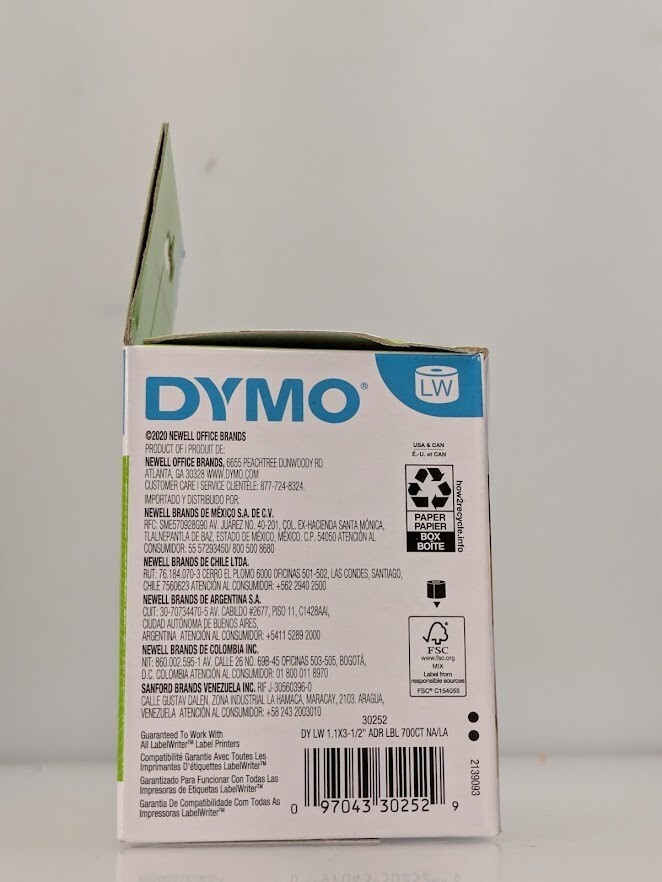 DYMO®
LW
©2020 NEWELL OFFICE BRANDS
PRODUCT OF | PRODUIT DE:
NEWELL OFFICE BRANDS, 6655 PEACHTREE DUNWOODY RD
ATLANTA, GA 30328 WWW.DYMO.COM
CUSTOMER CARE | SERVICE CLIENTÈLE: 877-724-8324.
IMPORTADO Y DISTRIBUIDO POR:
NEWELL BRANDS DE MÉXICO S.A. DE C.V.
RFC: SME570928G90 AV. JUÁREZ NO. 40-201, COL. EX-HACIENDA SANTA MÓNICA,
TLALNEPANTLA DE BAZ, ESTADO DE MÉXICO, MÉXICO. C.P. 54050 ATENCIÓN AL
CONSUMIDOR: 55 57293450/ 800 500 8680
NEWELL BRANDS DE CHILE LTDA.
RUT: 76.184.070-3 CERRO EL PLOMO 6000 OFICINAS 501-502, LAS CONDES, SANTIAGO,
CHILE 7560623 ATENCIÓN AL CONSUMIDOR: +562 2940 2500
NEWELL BRANDS DE ARGENTINA S.A.
CUIT: 30-70734470-5 AV. CABILDO #2677, PISO 11, C1428AAI,
CIUDAD AUTÓNOMA DE BUENOS AIRES,
ARGENTINA ATENCIÓN AL CONSUMIDOR: +5411 5289 2000
NEWELL BRANDS DE COLOMBIA INC.
NIT: 860.002.595-1 AV. CALLE 26 NO. 69B-45 OFICINAS 503-505, BOGOTÁ,
D.C. COLOMBIA ATENCIÓN AL CONSUMIDOR: 01 800 011 8970
SANFORD BRANDS VENEZUELA INC. RIF J-30560396-0
CALLE GUSTAV DALEN, ZONA INDUSTRIAL LA HAMACA, MARACAY, 2103. ARAGUA,
VENEZUELA ATENCIÓN AL CONSUMIDOR: +58 243 2003010
USA & CAN
É.-U. et CAN
PAPER
PAPIER
BOX
BOÎTE
how2recycle.info
FSC
www.fsc.org
MIX
Label from
responsible sources
FSC® C154055
Guaranteed To Work With
All LabelWriter™ Label Printers
Compatibilité Garantie Avec Toutes Les
Imprimantes D'étiquettes LabelWriter™
Garantizado Para Funcionar Con Todas Las
Impresoras de Etiquetas LabelWriter™
Garantia De Compatibilidade Com Todas As
Impressoras LabelWriter™
30252
DY LW 1.1X3-1/2" ADR LBL 700CT NA/LA
0 97043 30252 9
2139093